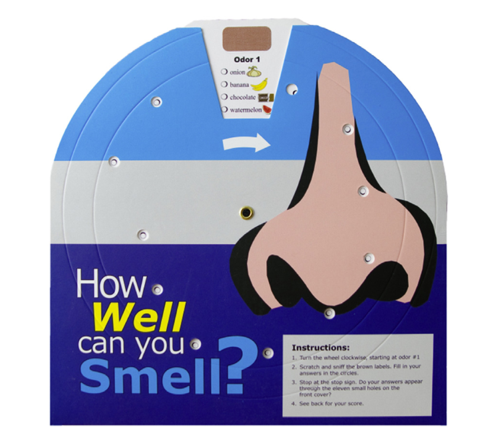 Odor 1
onion
banana
chocolate
watermelon
How
Well
can you
Smell?
Instructions:
1. Turn the wheel clockwise, starting at odor #1
2. Scratch and sniff the brown labels. Fill in your
answers in the circles.
3. Stop at the stop sign. Do your answers appear
through the eleven small holes on the
front cover?
4. See back for your score.